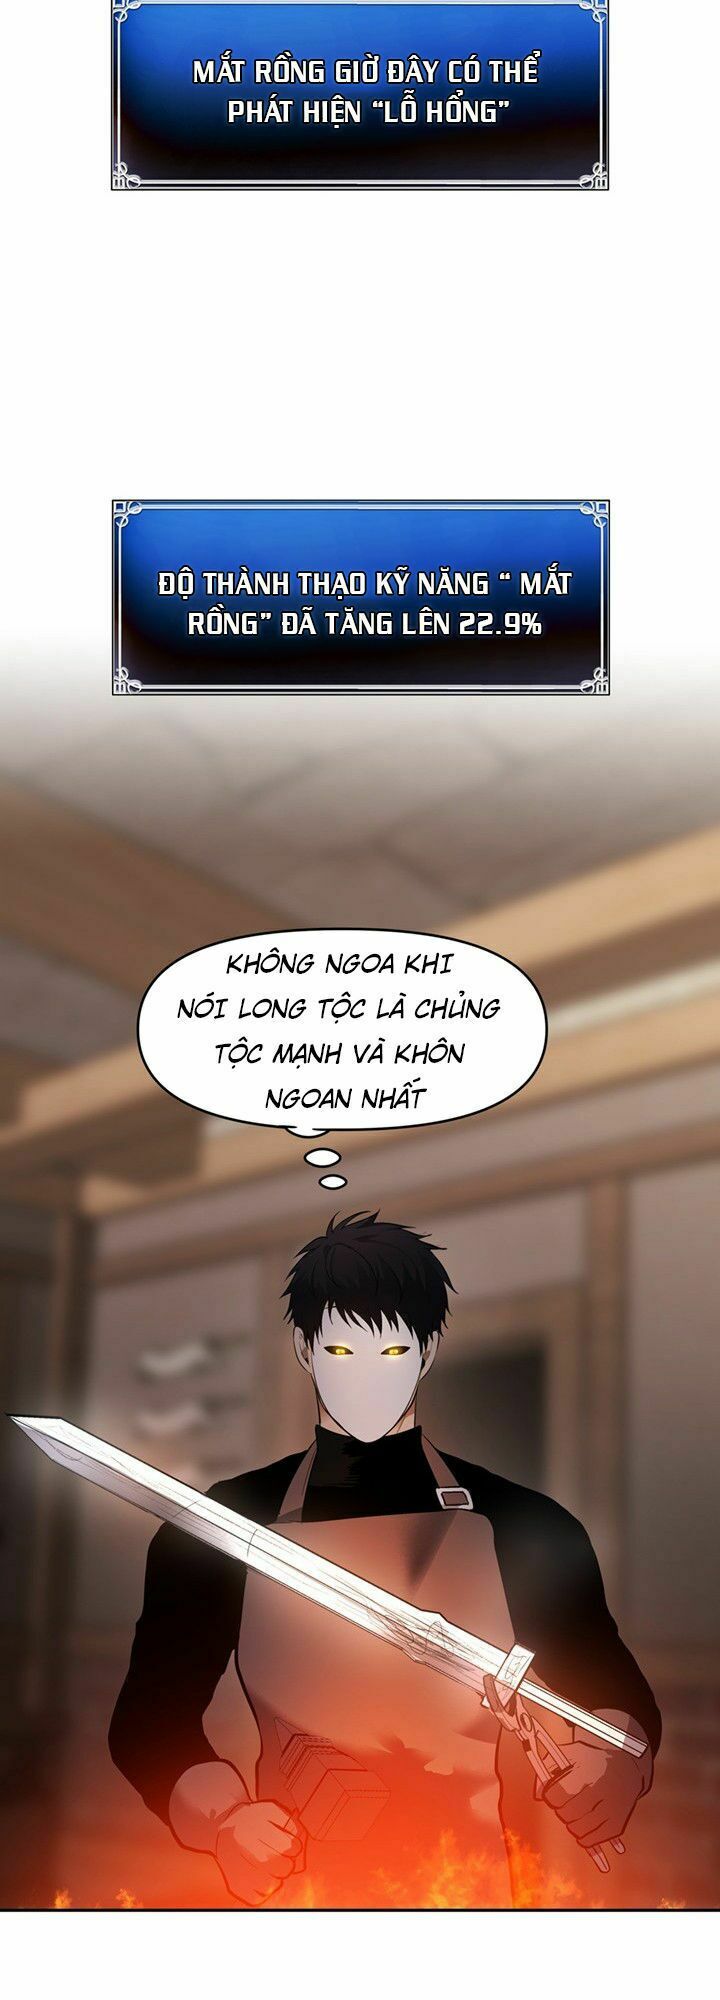 MẮT RỒNG GIỜ ĐÂY CÓ THỂ
PHÁT HIỆN “LỖ HỔNG”
ĐỘ THÀNH THẠO KỸ NĂNG “ MẮT
RỒNG” ĐÃ TĂNG LÊN 22.9%
KHÔNG NGOA KHI
NÓI LONG TỘC LÀ CHỦNG
TỘC MẠNH VÀ KHÔN
NGOAN NHẤT